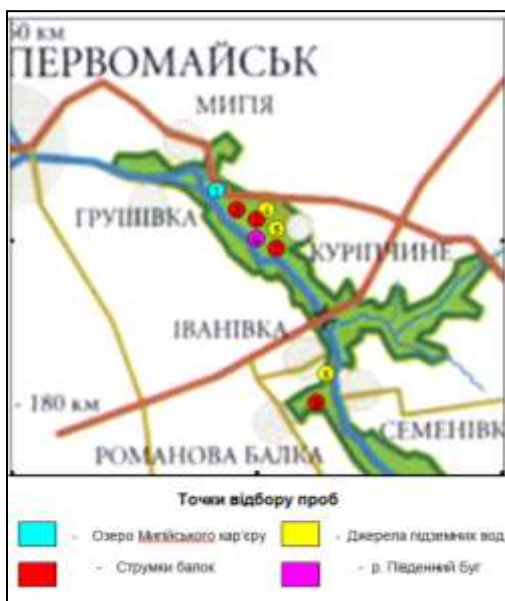 50 км
ПЕРВОМАЙСЬК
МИГІЯ
ГРУШІВКА
КУРІПЧИНЕ
ІВАНІВКА
- 180 км
СЕМЕНІВК
РОМАНОВА БАЛКА
Точки відбору проб
- Озеро Мигійського кар'єру
- Джерела підземних вод
- Струмки балок
- р. Південний Буг